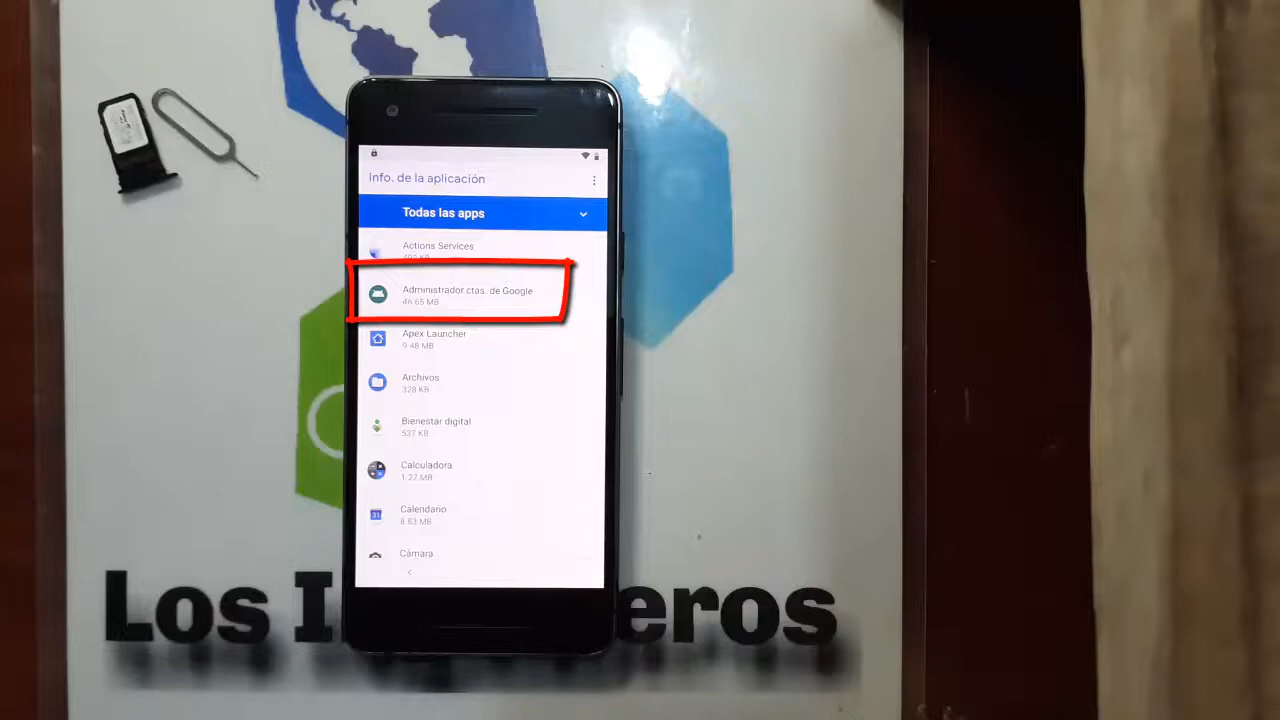 Info. de la aplicación
Todas las apps
Actions Services
Administrador ctas. de Google
46.65 MB
Apex Launcher
9.48 MB
Archivos
328 KB
Bienestar digital
537 KB
Calculadora
1.27 MB
Calendario
6.83 MB
Cámara
Los I eros